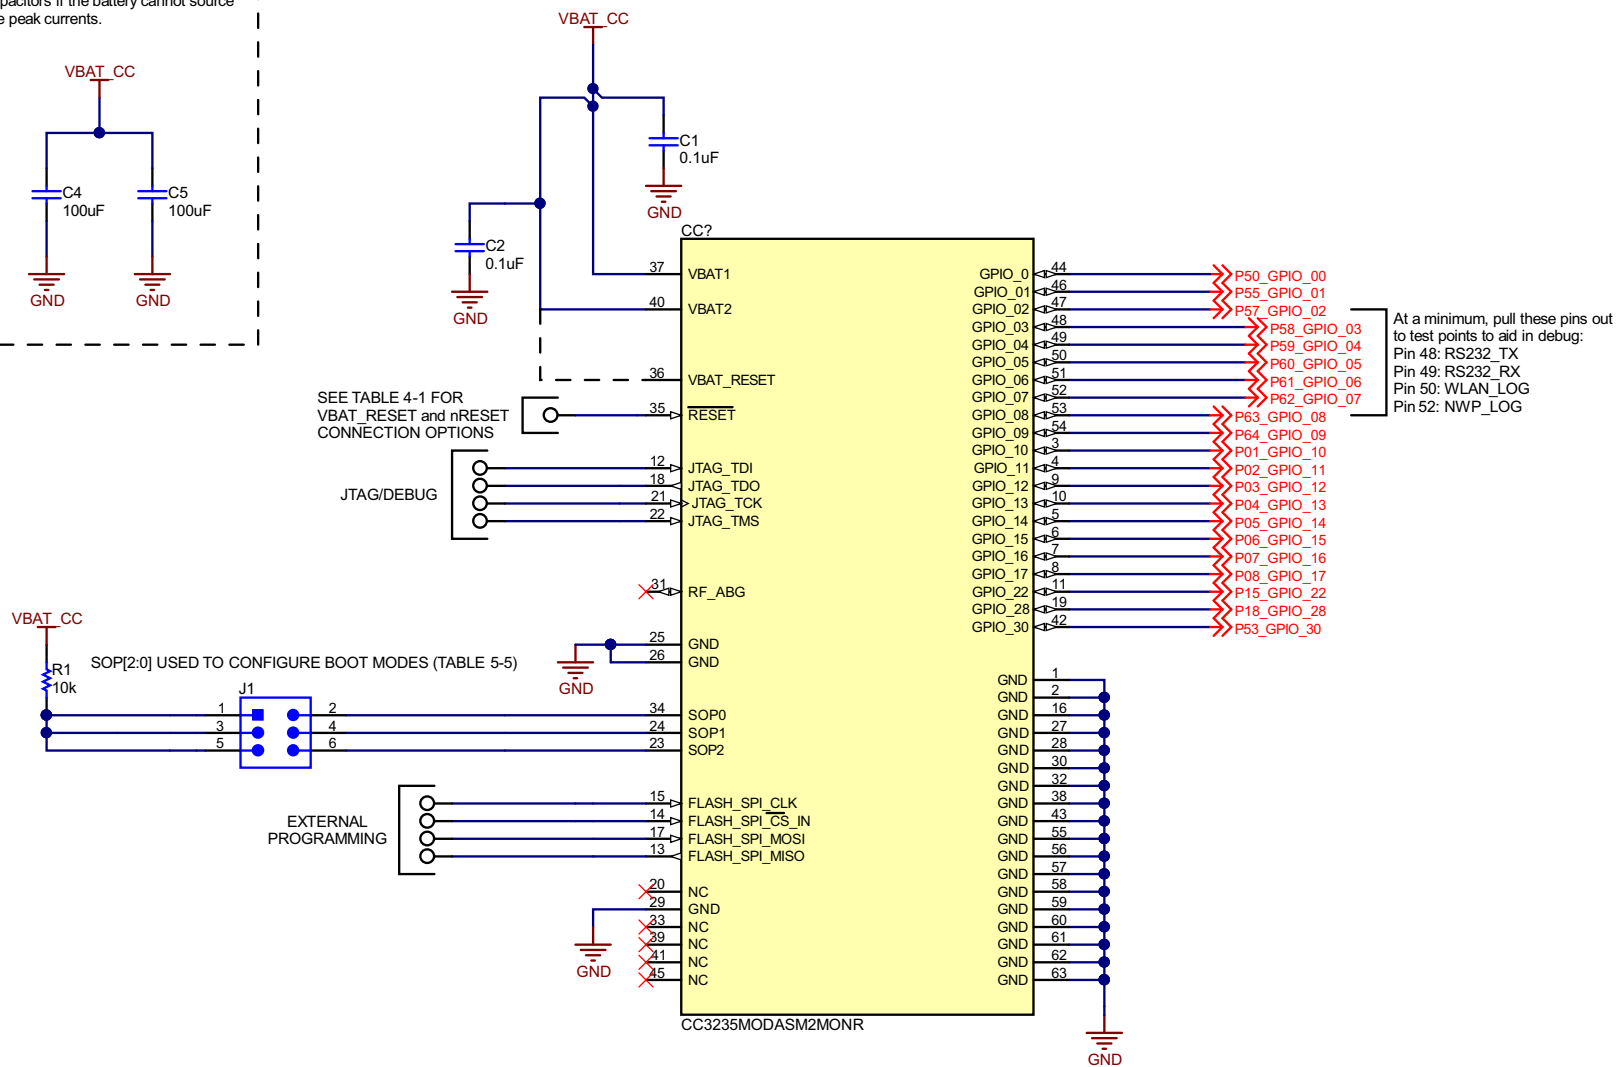 capacitors if the battery cannot source
peak currents.
VBAT_CC
C4
100uF
C5
100uF
GND
GND
VBAT_CC
C1
0.1uF
GND
C2
0.1uF
GND
CC?
37 VBAT1
40 VBAT2
36 VBAT_RESET
35 RESET
SEE TABLE 4-1 FOR
VBAT_RESET and nRESET
CONNECTION OPTIONS
JTAG/DEBUG
12 JTAG_TDI
18 JTAG_TDO
21 JTAG_TCK
22 JTAG_TMS
31 RF_ABG
25 GND
26 GND
GND
VBAT_CC
R1
10k
SOP[2:0] USED TO CONFIGURE BOOT MODES (TABLE 5-5)
J1
1 2 34 SOP0
3 4 24 SOP1
5 6 23 SOP2
EXTERNAL
PROGRAMMING
15 FLASH_SPI_CLK
14 FLASH_SPI_CS_IN
17 FLASH_SPI_MOSI
13 FLASH_SPI_MISO
20 NC
29 GND
33 NC
39 NC
41 NC
45 NC
GND
GPIO_0 44 P50_GPIO_00
GPIO_01 46 P55_GPIO_01
GPIO_02 47 P57_GPIO_02
GPIO_03 48 P58_GPIO_03
GPIO_04 49 P59_GPIO_04
GPIO_05 50 P60_GPIO_05
GPIO_06 51 P61_GPIO_06
GPIO_07 52 P62_GPIO_07
GPIO_08 53 P63_GPIO_08
GPIO_09 54 P64_GPIO_09
GPIO_10 3 P01_GPIO_10
GPIO_11 4 P02_GPIO_11
GPIO_12 9 P03_GPIO_12
GPIO_13 10 P04_GPIO_13
GPIO_14 5 P05_GPIO_14
GPIO_15 6 P06_GPIO_15
GPIO_16 7 P07_GPIO_16
GPIO_17 8 P08_GPIO_17
GPIO_22 11 P15_GPIO_22
GPIO_28 19 P18_GPIO_28
GPIO_30 42 P53_GPIO_30
At a minimum, pull these pins out
to test points to aid in debug:
Pin 48: RS232_TX
Pin 49: RS232_RX
Pin 50: WLAN_LOG
Pin 52: NWP_LOG
GND 1
GND 2
GND 16
GND 27
GND 28
GND 30
GND 32
GND 38
GND 43
GND 55
GND 56
GND 57
GND 58
GND 59
GND 60
GND 61
GND 62
GND 63
GND
CC3235MODASM2MONR